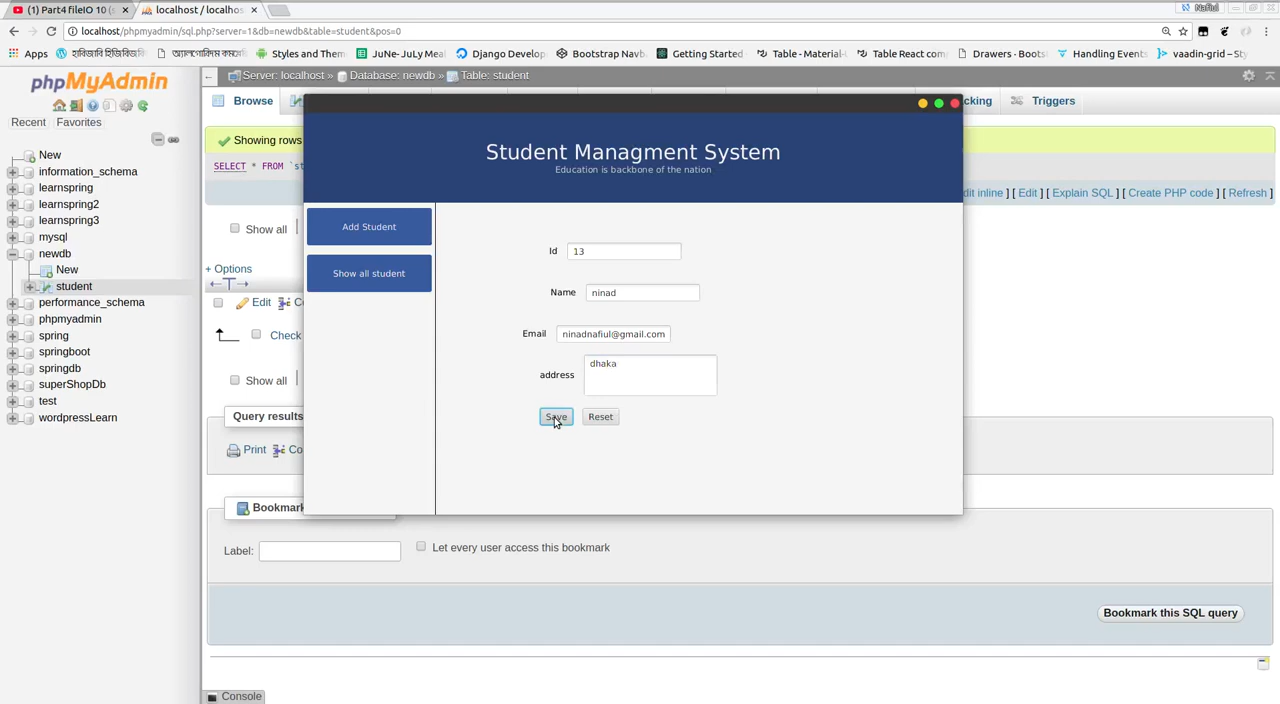 (1) Part4 fileIO 10 (
localhost / localhos
Nafiul
localhost/phpmyadmin/sql.php?server=1&db=newdb&table=student&pos=0
Apps
Styles and Them
JuNe- JuLy Mea
Django Develop
Bootstrap Navb
Getting Started
Table - Material-
Table React com
Drawers - Boots
Handling Events
vaadin-grid – Sty
phpMyAdmin
Recent
Favorites
New
information_schema
learnspring
learnspring2
learnspring3
mysql
newdb
New
student
performance_schema
phpmyadmin
spring
springboot
springdb
superShopDb
test
wordpressLearn
Server: localhost » Database: newdb » Table: student
Browse
cking
Triggers
Showing rows
SELECT * FROM `st
dit inline ] [ Edit ] [ Explain SQL ] [ Create PHP code ] [ Refresh ]
Show all
+ Options
Edit
Co
Check
Show all
Query results
Print
Co
Bookmark
Label:
Let every user access this bookmark
Bookmark this SQL query
Console
Student Managment System
Education is backbone of the nation
Add Student
Show all student
Id
13
Name
ninad
Email
ninadnafiul@gmail.com
address
dhaka
Save
Reset